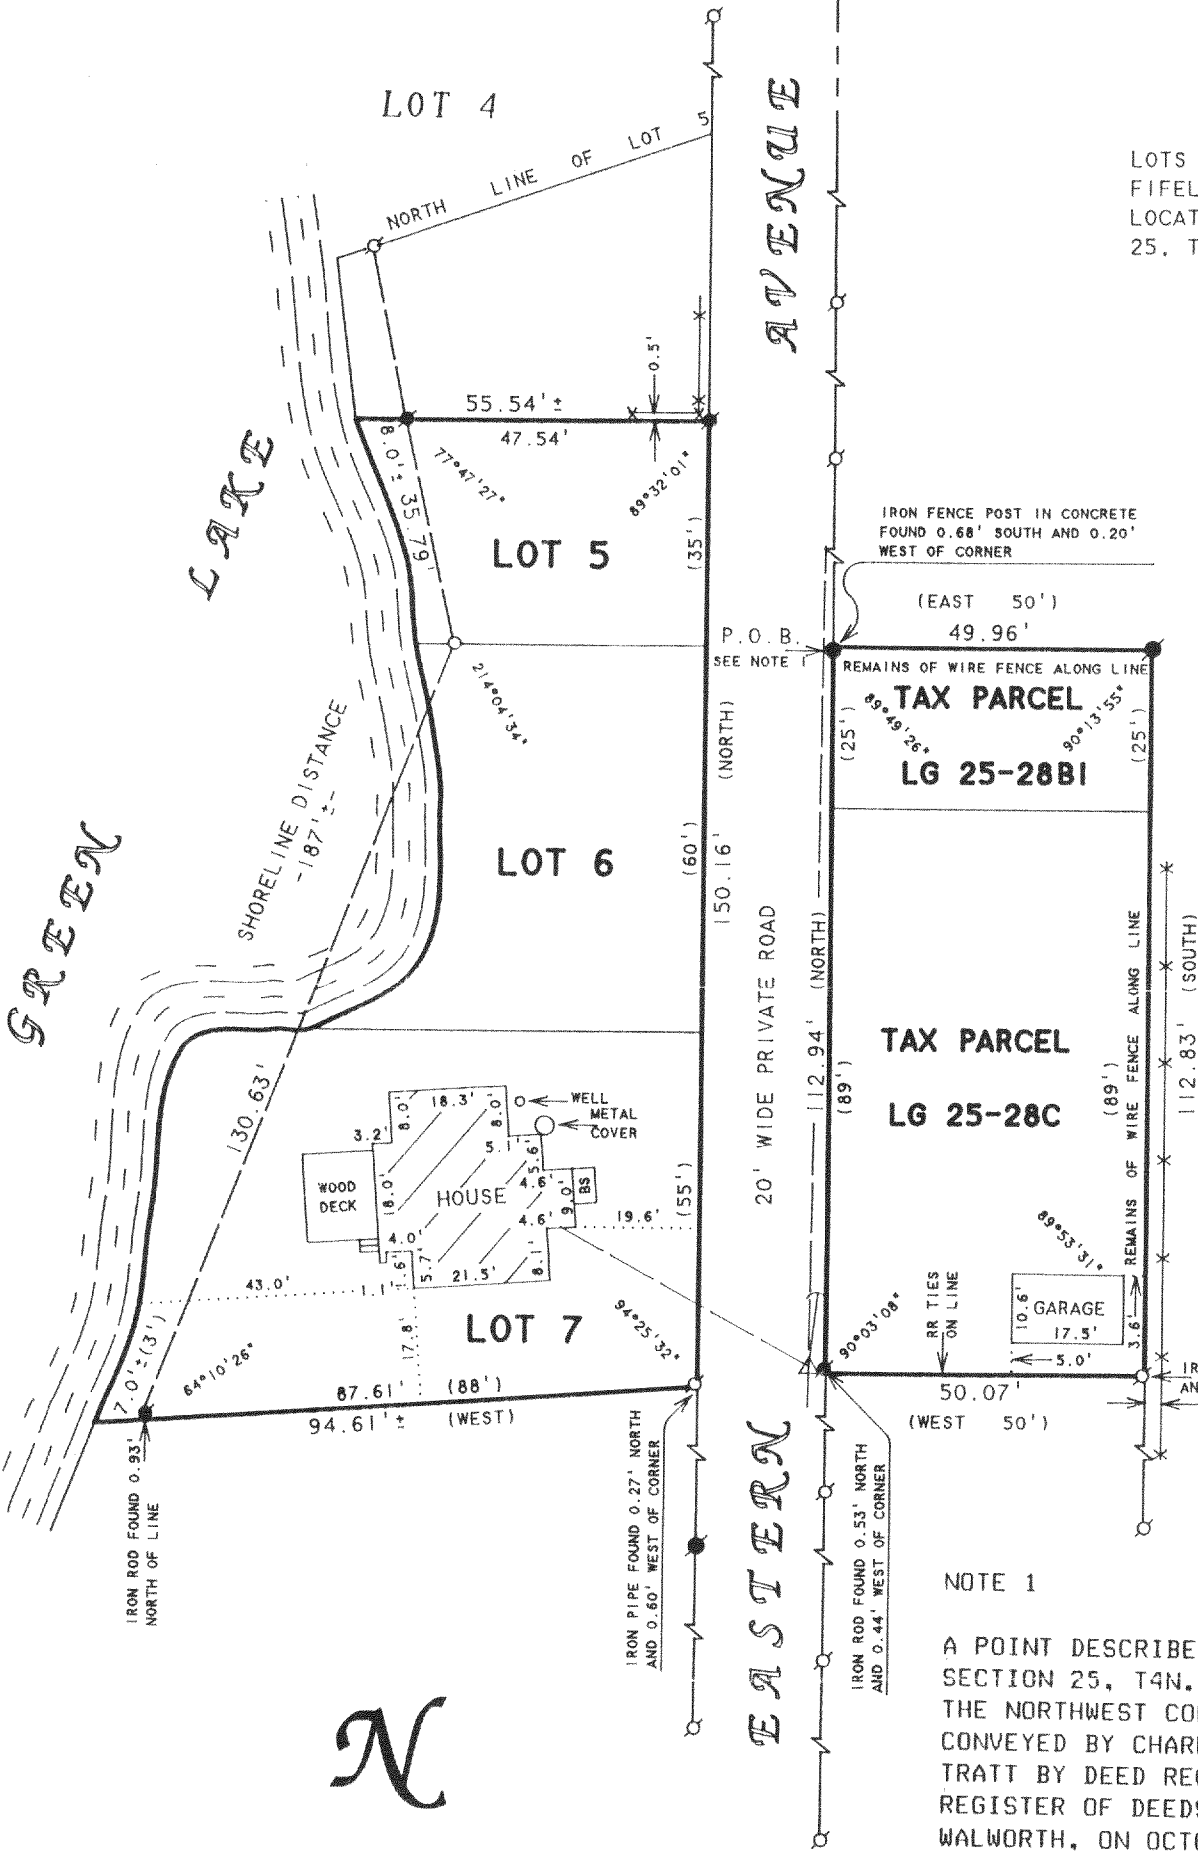 LOT 4
NORTH LINE OF LOT 5
AVENUE
LOTS
FIFEL
LOCAT
25, T
0.5'
55.54'±
47.54'
8.0'±
35.79'
77°47'27"
89°32'01"
LAKE
LOT 5
(35')
IRON FENCE POST IN CONCRETE
FOUND 0.68' SOUTH AND 0.20'
WEST OF CORNER
(EAST 50')
49.96'
P.O.B.
SEE NOTE 1
REMAINS OF WIRE FENCE ALONG LINE
TAX PARCEL
LG 25-28B1
(25')
89°49'26"
90°13'55"
(25')
214°04'34"
SHORELINE DISTANCE
-187'±-
GREEN
LOT 6
(60')
150.16' (NORTH)
20' WIDE PRIVATE ROAD
112.94' (NORTH)
(89')
TAX PARCEL
LG 25-28C
(89')
REMAINS OF WIRE FENCE ALONG LINE
112.83' (SOUTH)
130.63'
8.0'
18.3'
8.0'
WELL
METAL
COVER
3.2'
5.1'
5.6'
WOOD
DECK
18.0'
HOUSE
4.6'
9.0'
BS
4.6'
19.6'
(55')
4.0'
1.6'
5.7'
21.5'
8.1'
43.0'
1.1'
17.8'
LOT 7
94°25'32"
7.0'±(3')
64°10'26"
87.61' (88')
94.61'± (WEST)
89°53'31"
90°03'08"
RR TIES
ON LINE
10.6'
GARAGE
17.5'
3.6'
5.0'
50.07'
(WEST 50')
IR
AN
IRON ROD FOUND 0.93'
NORTH OF LINE
IRON PIPE FOUND 0.27' NORTH
AND 0.60' WEST OF CORNER
EASTERN
IRON ROD FOUND 0.53' NORTH
AND 0.44' WEST OF CORNER
N
NOTE 1
A POINT DESCRIBE
SECTION 25, T4N,
THE NORTHWEST CO
CONVEYED BY CHAR
TRATT BY DEED REC
REGISTER OF DEEDS
WALWORTH, ON OCTO